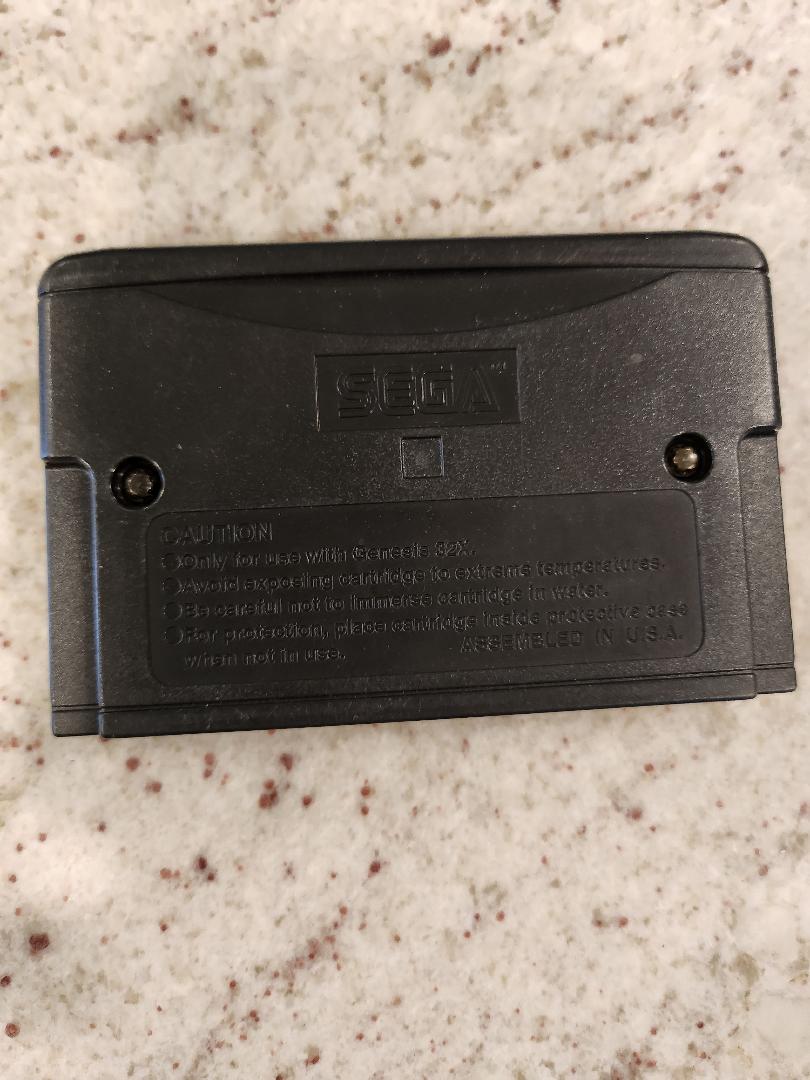 SEGA™
CAUTION
Only for use with Genesis 32X.
Avoid exposing cartridge to extreme temperatures.
Be careful not to immerse cartridge in water.
For protection, place cartridge inside protective case
when not in use.
ASSEMBLED IN U.S.A.